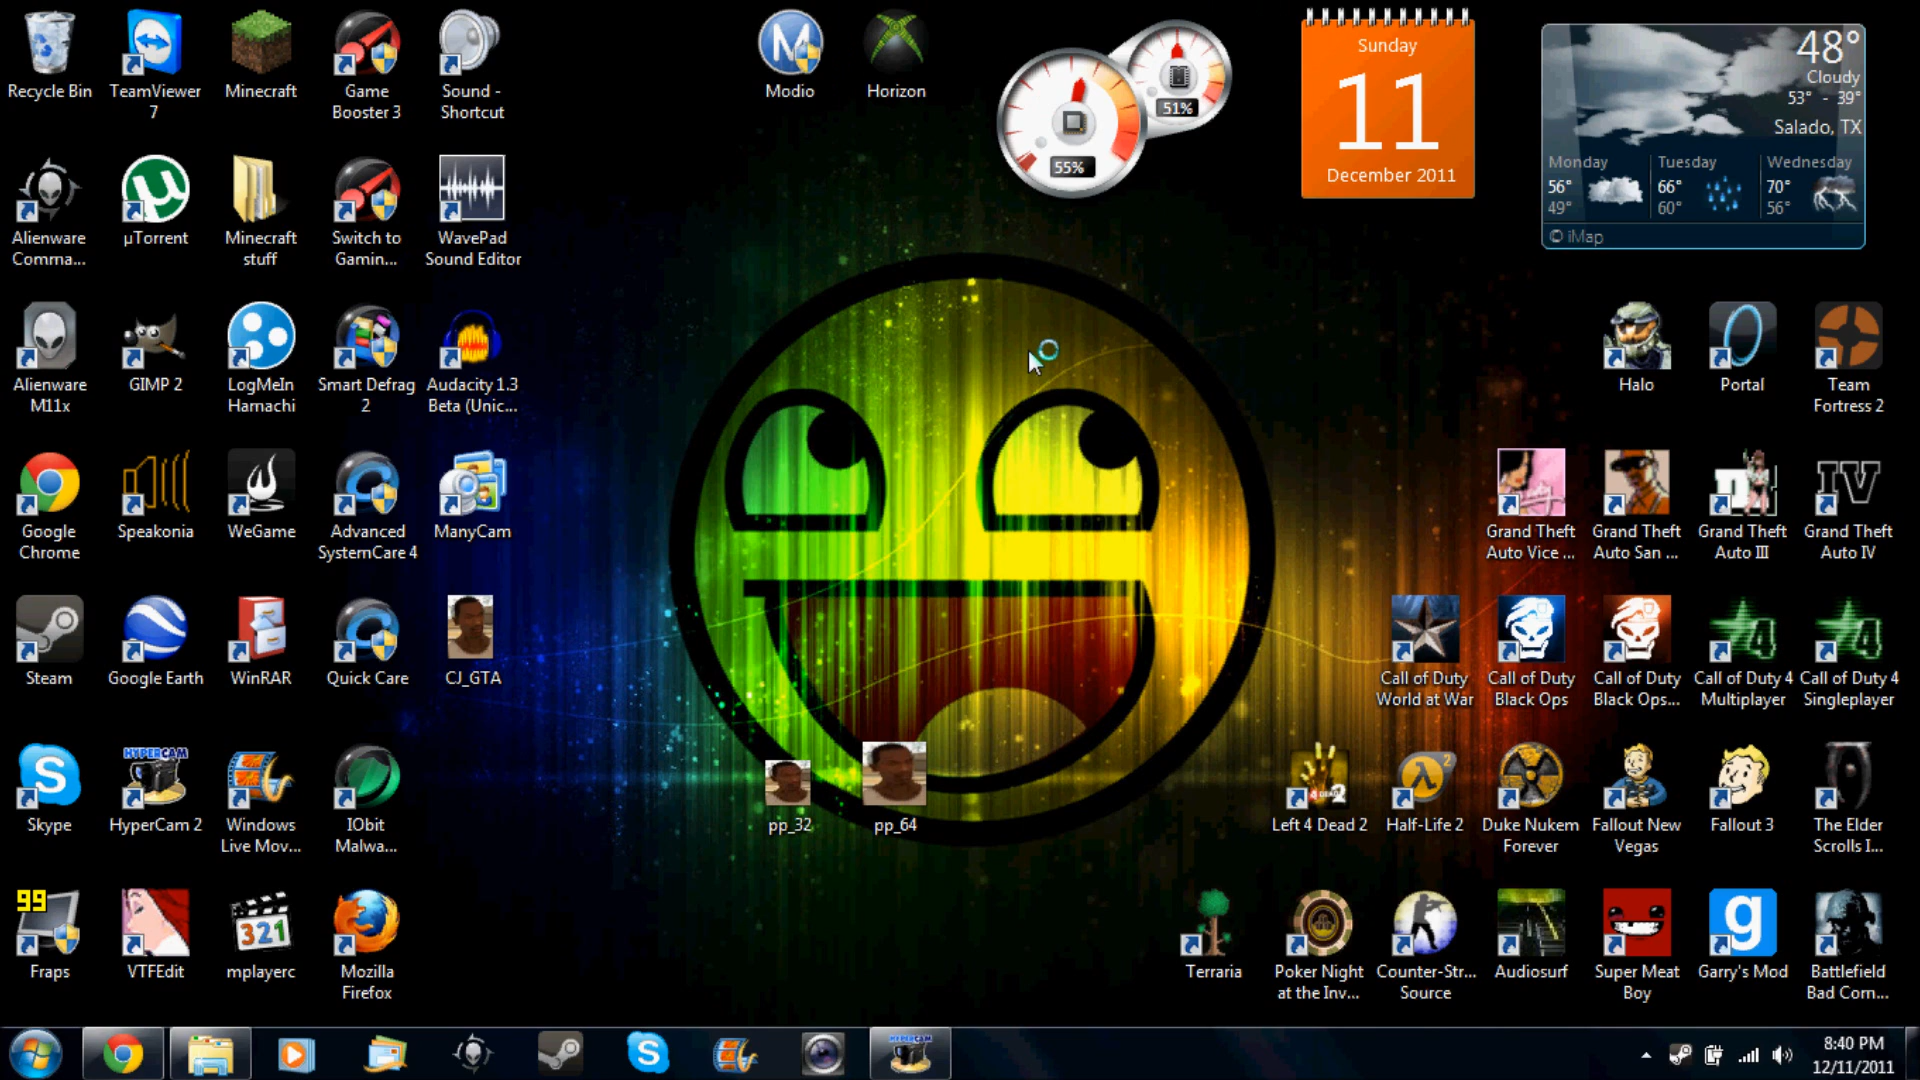 Recycle Bin
TeamViewer
7
Minecraft
Game
Booster 3
Sound -
Shortcut
Modio
Horizon
55%
51%
Sunday
11
December 2011
48°
Cloudy
53° - 39°
Salado, TX
Monday
56°
49°
Tuesday
66°
60°
Wednesday
70°
56°
© iMap
Alienware
Comma...
µTorrent
Minecraft
stuff
Switch to
Gamin...
WavePad
Sound Editor
Alienware
M11x
GIMP 2
LogMeIn
Hamachi
Smart Defrag
2
Audacity 1.3
Beta (Unic...
Halo
Portal
Team
Fortress 2
Google
Chrome
Speakonia
WeGame
Advanced
SystemCare 4
ManyCam
Grand Theft
Auto Vice ...
Grand Theft
Auto San ...
Grand Theft
Auto III
IV
Grand Theft
Auto IV
Steam
Google Earth
WinRAR
Quick Care
CJ_GTA
Call of Duty
World at War
Call of Duty
Black Ops
Call of Duty
Black Ops...
4
Call of Duty 4
Multiplayer
4
Call of Duty 4
Singleplayer
S
Skype
HYPERCAM
HyperCam 2
Windows
Live Mov...
IObit
Malwa...
pp_32
pp_64
Left 4 Dead 2
Half-Life 2
Duke Nukem
Forever
Fallout New
Vegas
Fallout 3
The Elder
Scrolls I...
99
Fraps
VTFEdit
321
mplayerc
Mozilla
Firefox
Terraria
Poker Night
at the Inv...
Counter-Str...
Source
Audiosurf
Super Meat
Boy
g
Garry's Mod
Battlefield
Bad Com...
S
HYPERCAM
8:40 PM
12/11/2011